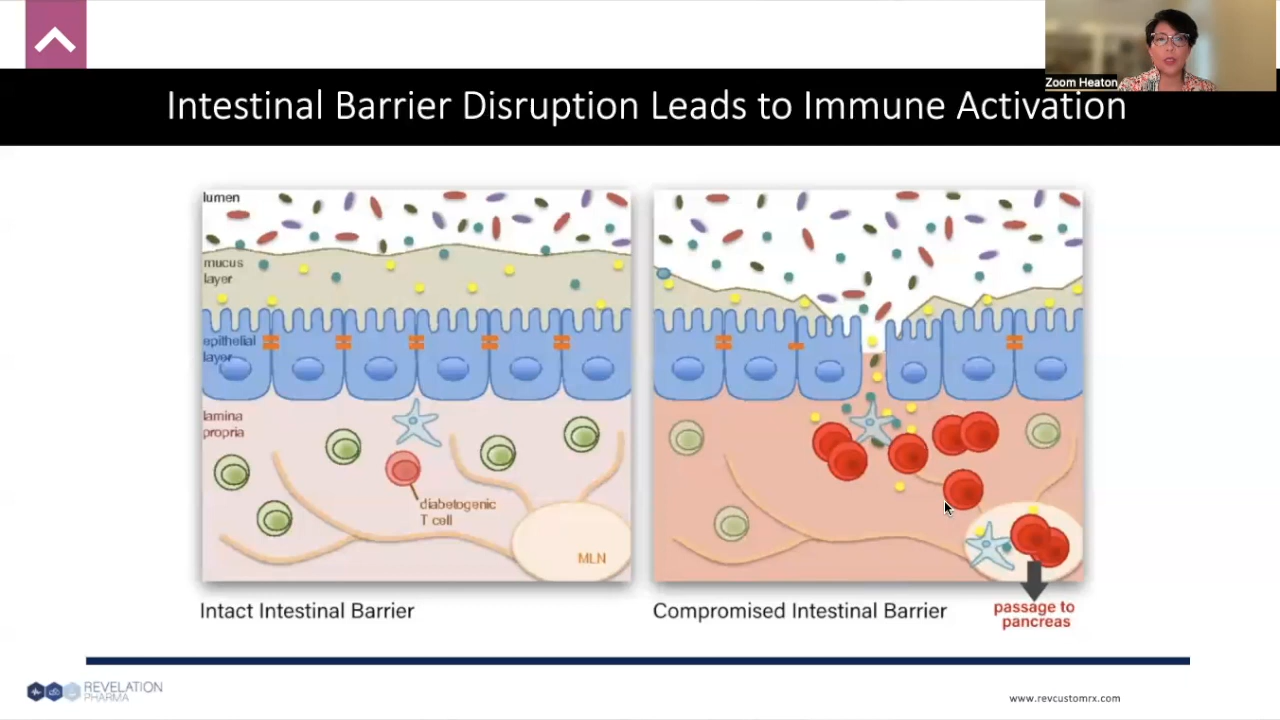 Zoom Heaton
Intestinal Barrier Disruption Leads to Immune Activation
lumen
mucus
layer
epithelial
layer
lamina
propria
diabetogenic
T cell
MLN
Intact Intestinal Barrier
Compromised Intestinal Barrier
passage to
pancreas
REVELATION
PHARMA
www.revcustomrx.com